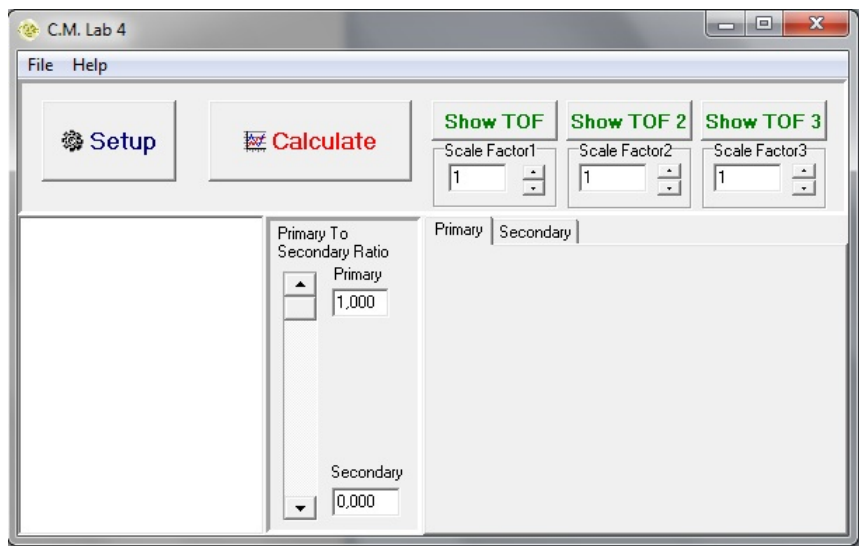 C.M. Lab 4
File Help
Setup
Calculate
Show TOF
Show TOF 2
Show TOF 3
Scale Factor1
Scale Factor2
Scale Factor3
1
1
1
Primary To
Secondary Ratio
Primary
1,000
Secondary
0,000
Primary
Secondary